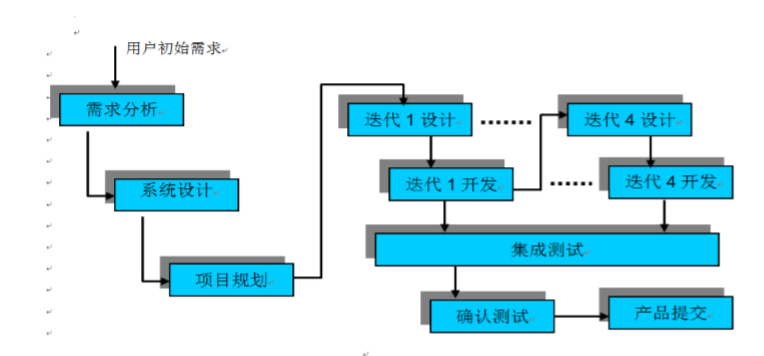 用户初始需求
需求分析
系统设计
项目规划
迭代 1 设计
迭代 4 设计
迭代 1 开发
迭代 4 开发
集成测试
确认测试
产品提交